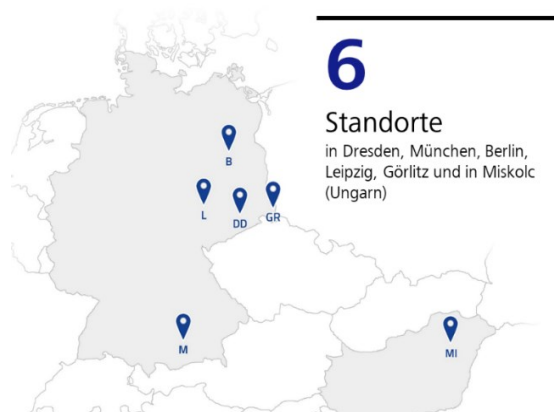 6
Standorte
in Dresden, München, Berlin,
Leipzig, Görlitz und in Miskolc
(Ungarn)
B
L
DD
GR
M
MI